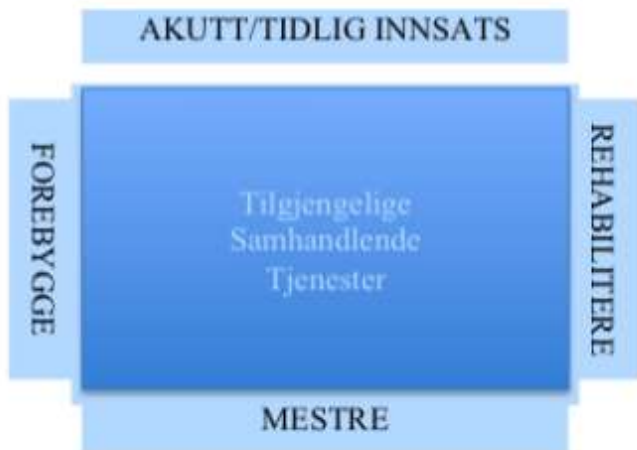 AKUTT/TIDLIG INNSATS
FOREBYGGE
Tilgjengelige
Samhandlende
Tjenester
REHABILITERE
MESTRE